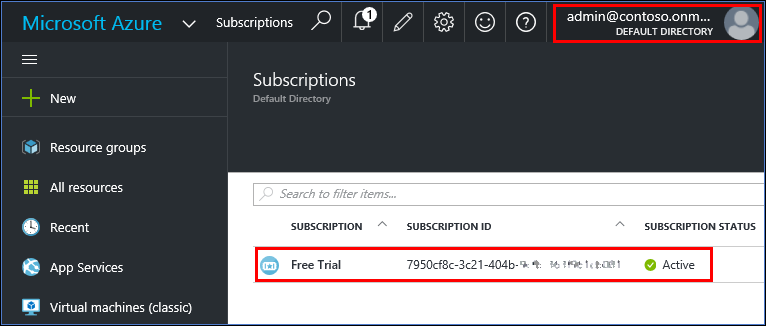 Microsoft Azure Subscriptions 1 admin@contoso.onm...
DEFAULT DIRECTORY
Subscriptions
Default Directory
New
Resource groups
All resources
Recent
App Services
Virtual machines (classic)
Search to filter items...
SUBSCRIPTION SUBSCRIPTION ID SUBSCRIPTION STATUS
Free Trial 7950cf8c-3c21-404b- Active